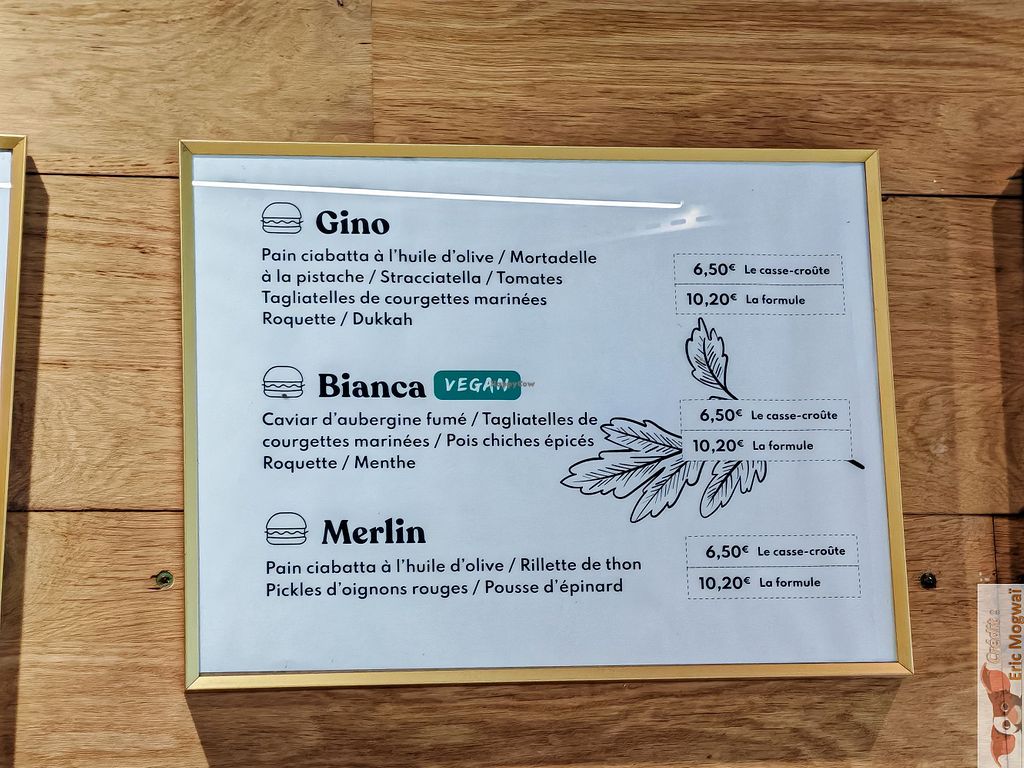 Gino
Pain ciabatta à l'huile d'olive / Mortadelle
à la pistache / Stracciatella / Tomates
Tagliatelles de courgettes marinées
Roquette / Dukkah
6,50€ Le casse-croûte
10,20€ La formule
Bianca VEGAN
HappyCow
Caviar d'aubergine fumé / Tagliatelles de
courgettes marinées / Pois chiches épicés
Roquette / Menthe
6,50€ Le casse-croûte
10,20€ La formule
Merlin
Pain ciabatta à l'huile d'olive / Rillette de thon
Pickles d'oignons rouges / Pousse d'épinard
6,50€ Le casse-croûte
10,20€ La formule
Crédit :
Eric Mogwaï